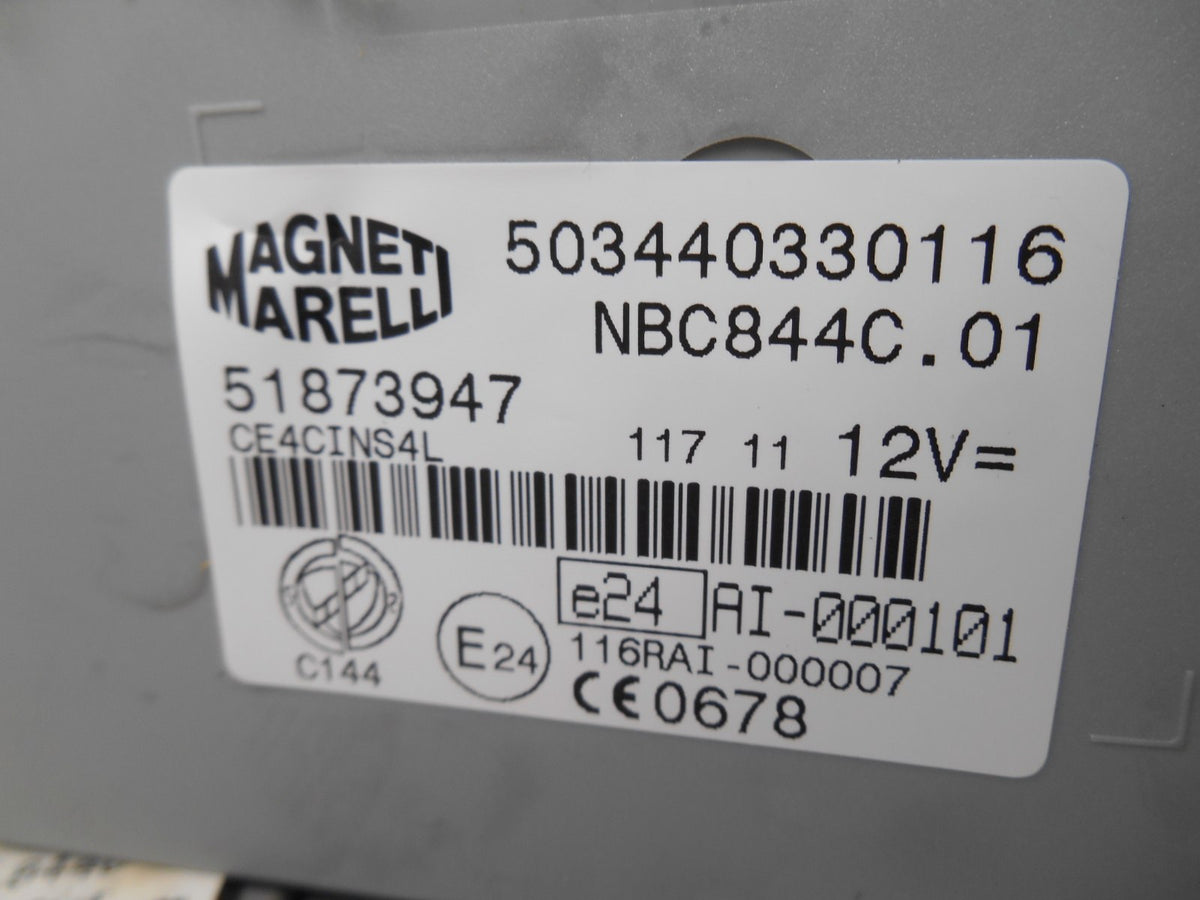 MAGNETI
MARELLI
503440330116
NBC844C.01
51873947
CE4CINS4L 117 11 12V=
e24 AI-000101
E24 116RAI-000007
C144 CE0678